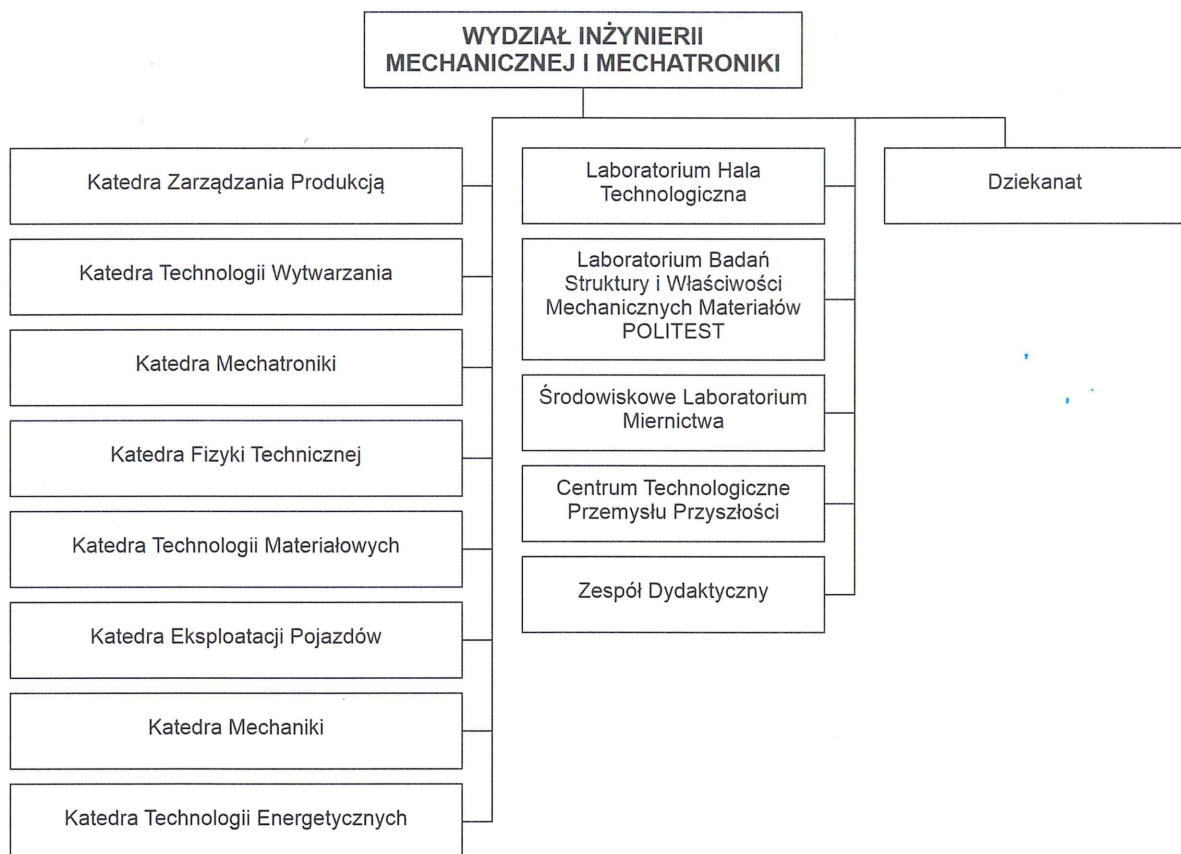 WYDZIAŁ INŻYNIERII
MECHANICZNEJ I MECHATRONIKI
Katedra Zarządzania Produkcją
Katedra Technologii Wytwarzania
Katedra Mechatroniki
Katedra Fizyki Technicznej
Katedra Technologii Materiałowych
Katedra Eksploatacji Pojazdów
Katedra Mechaniki
Katedra Technologii Energetycznych
Laboratorium Hala
Technologiczna
Laboratorium Badań
Struktury i Właściwości
Mechanicznych Materiałów
POLITEST
Środowiskowe Laboratorium
Miernictwa
Centrum Technologiczne
Przemysłu Przyszłości
Zespół Dydaktyczny
Dziekanat